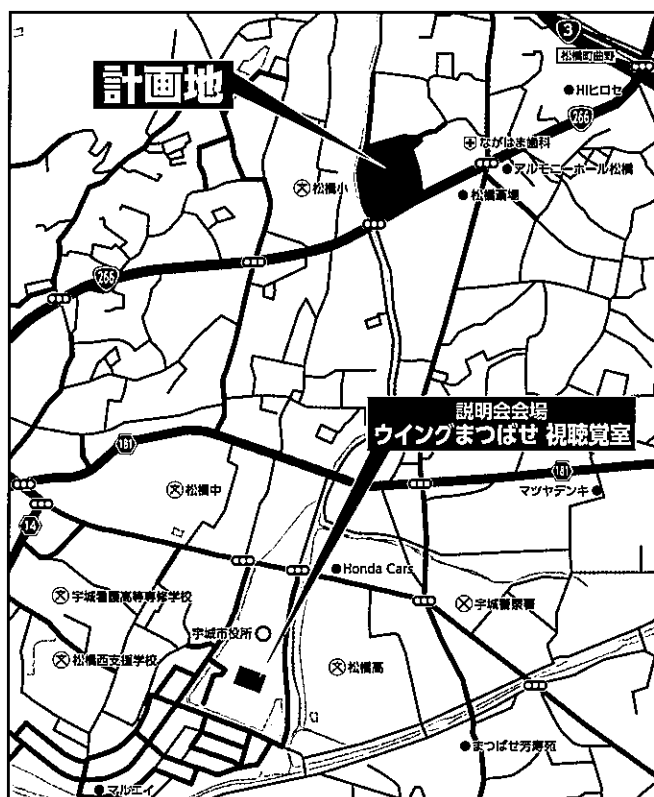 3
松橋町曲野
HIヒロセ
計画地
266
ながはま歯科
アルモニーホール松橋
松橋小
松橋斎場
266
説明会会場
ウイングまつばせ 視聴覚室
181
181
松橋中
マツヤデンキ
14
Honda Cars
宇城看護高等専修学校
宇城警察署
宇城市役所
松橋西支援学校
松橋高
まつばせ芳寿苑
マルエイ